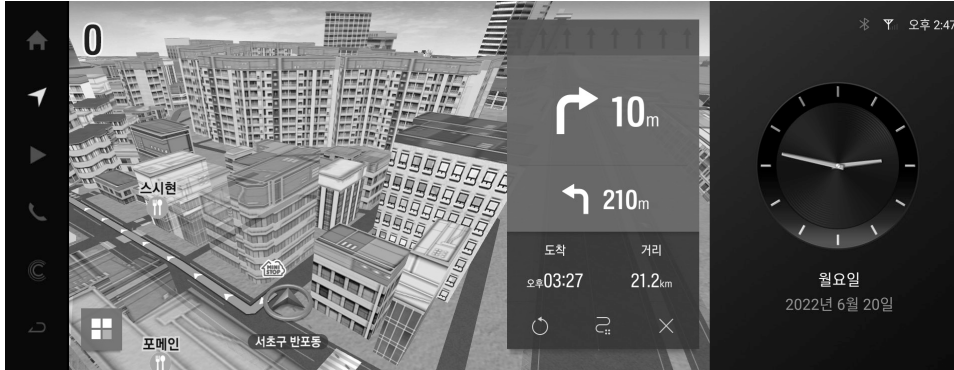 0
스시현
MINI
STOP
포메인
서초구 반포동
10m
210m
도착
거리
오후03:27
21.2km
오후 2:47
월요일
2022년 6월 20일